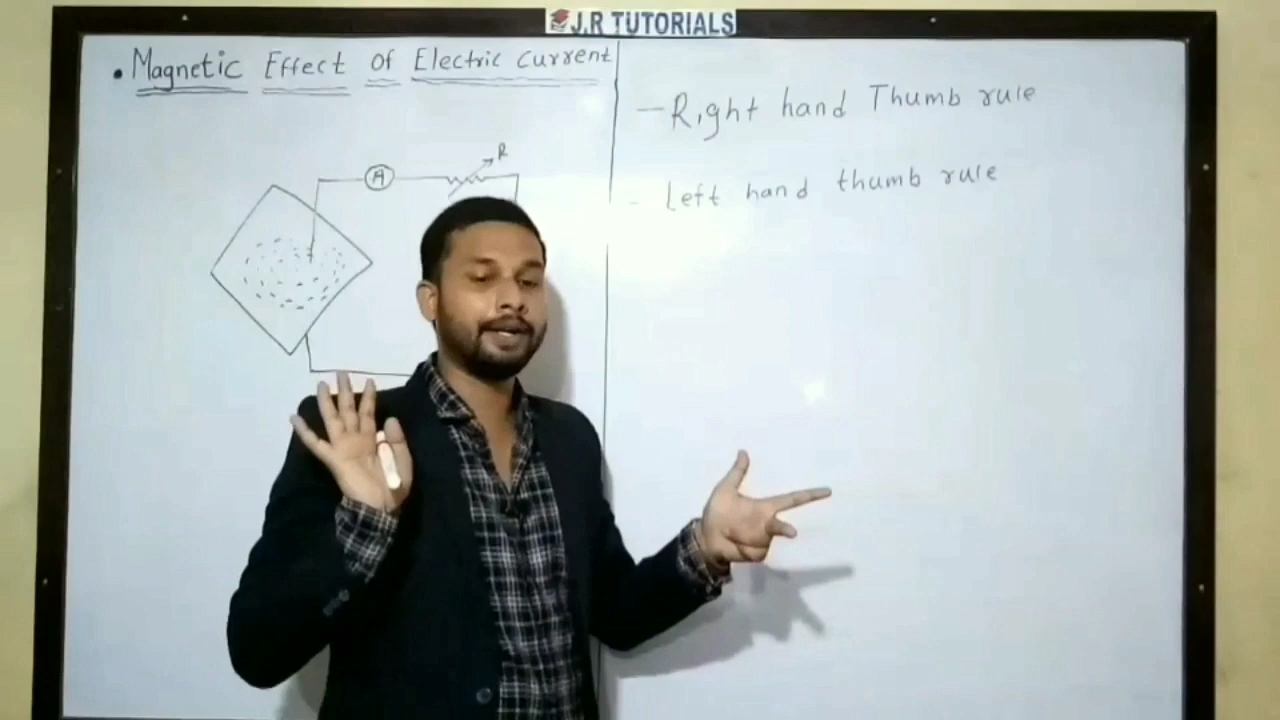 J.R TUTORIALS
• Magnetic Effect of Electric Current
A
R
- Right hand Thumb rule
- Left hand thumb rule